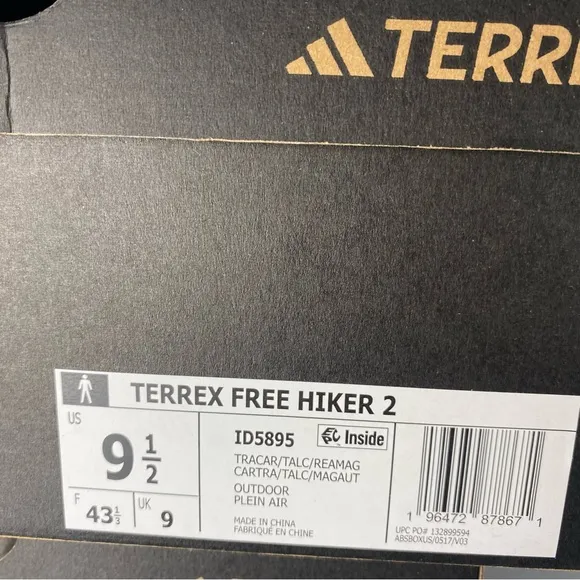 TERRE
TERREX FREE HIKER 2
US
9 1/2
F
43 1/3
UK
9
ID5895
Inside
TRACAR/TALC/REAMAG
CARTRA/TALC/MAGAUT
OUTDOOR
PLEIN AIR
MADE IN CHINA
FABRIQUÉ EN CHINE
1 96472 87867 1
UPC PO# 132899594
ABSBOXUS/0517/V03